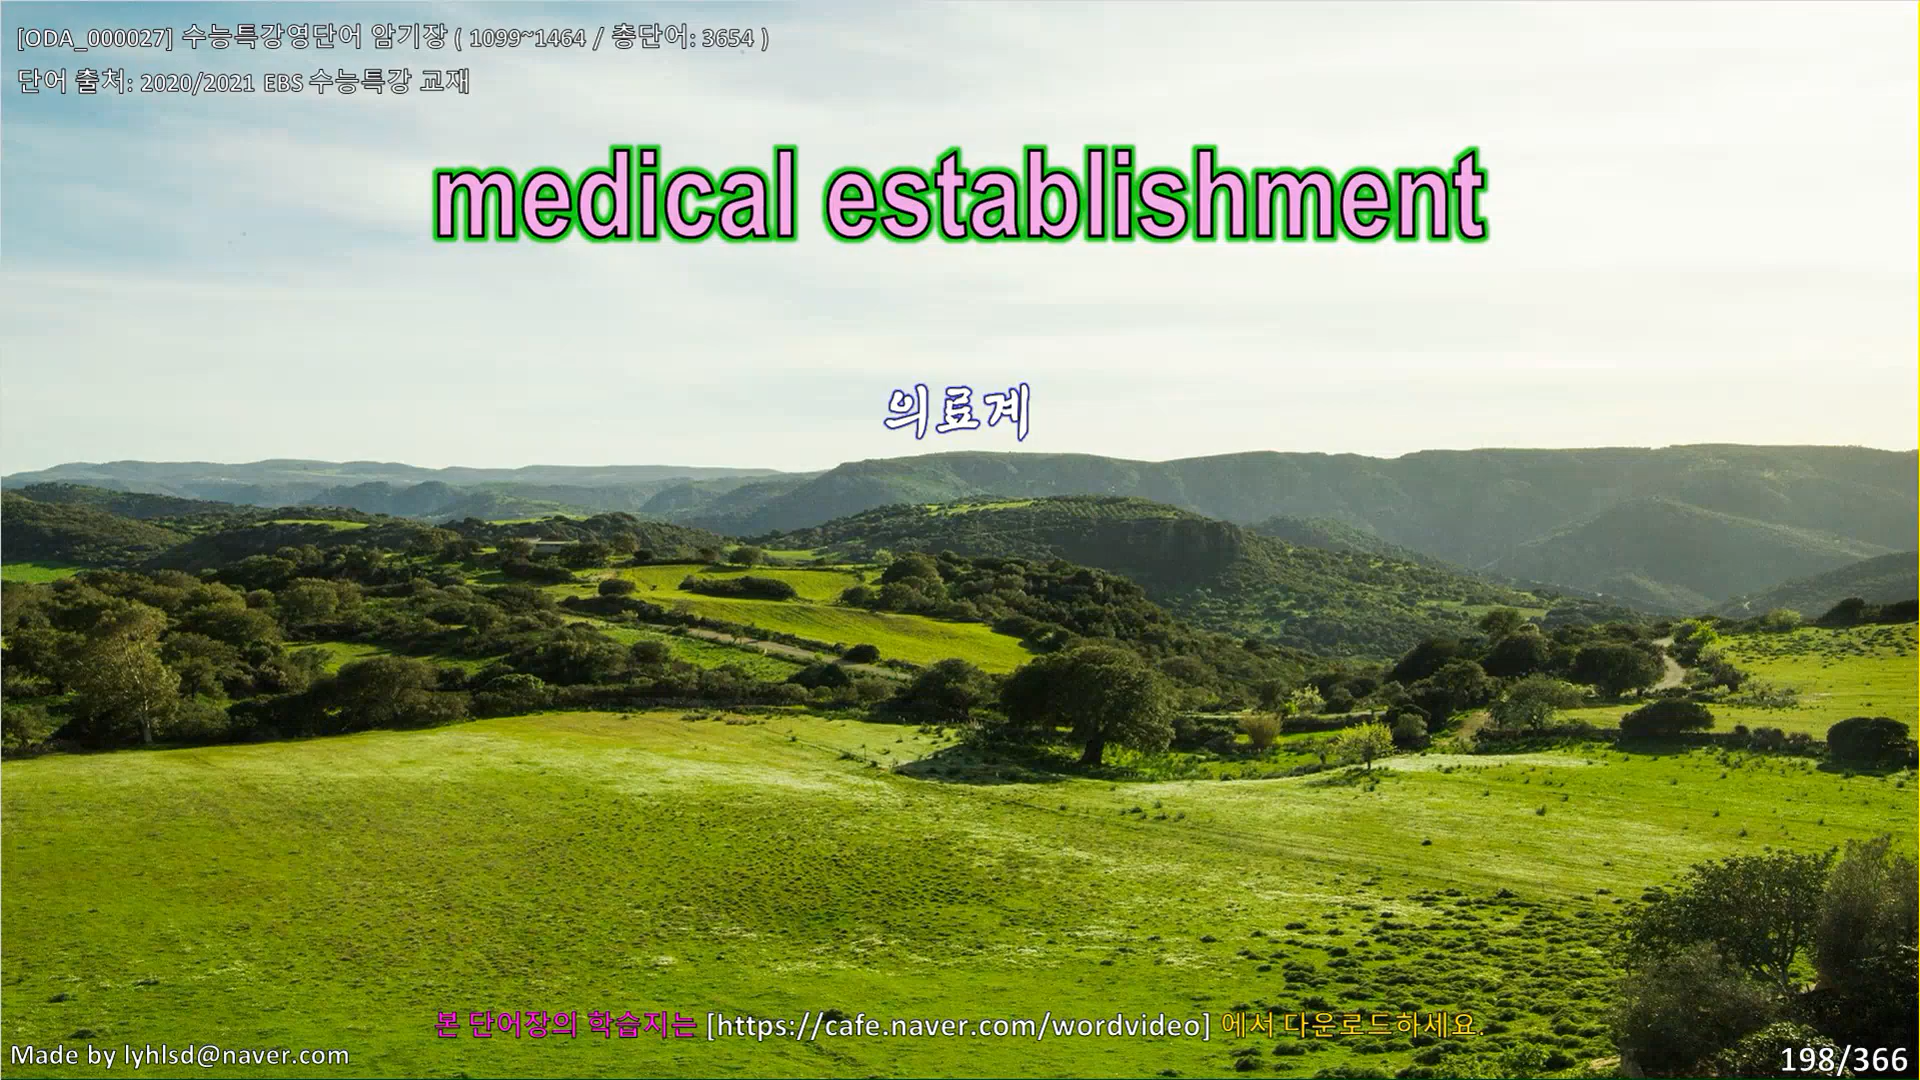 [ODA_000027] 수능특강영단어 암기장 ( 1099~1464 / 총단어: 3654 )
단어 출처: 2020/2021 EBS 수능특강 교재
medical establishment
의료계
본 단어장의 학습지는 [https://cafe.naver.com/wordvideo] 에서 다운로드하세요.
Made by lyhlsd@naver.com
198/366